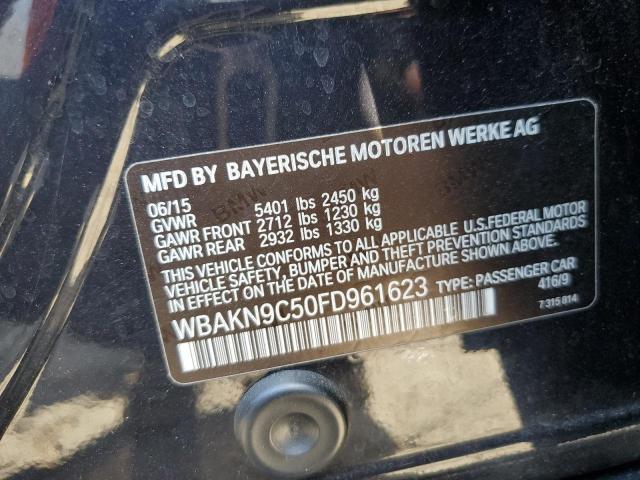 MFD BY BAYERISCHE MOTOREN WERKE AG
06/15
GVWR 5401 lbs 2450 kg
GAWR FRONT 2712 lbs 1230 kg
GAWR REAR 2932 lbs 1330 kg
THIS VEHICLE CONFORMS TO ALL APPLICABLE U.S.FEDERAL MOTOR
VEHICLE SAFETY, BUMPER AND THEFT PREVENTION STANDARDS
IN EFFECT ON THE DATE OF MANUFACTURE SHOWN ABOVE.
WBAKN9C50FD961623 TYPE: PASSENGER CAR
416/9
7 315 814
BMW
BMW